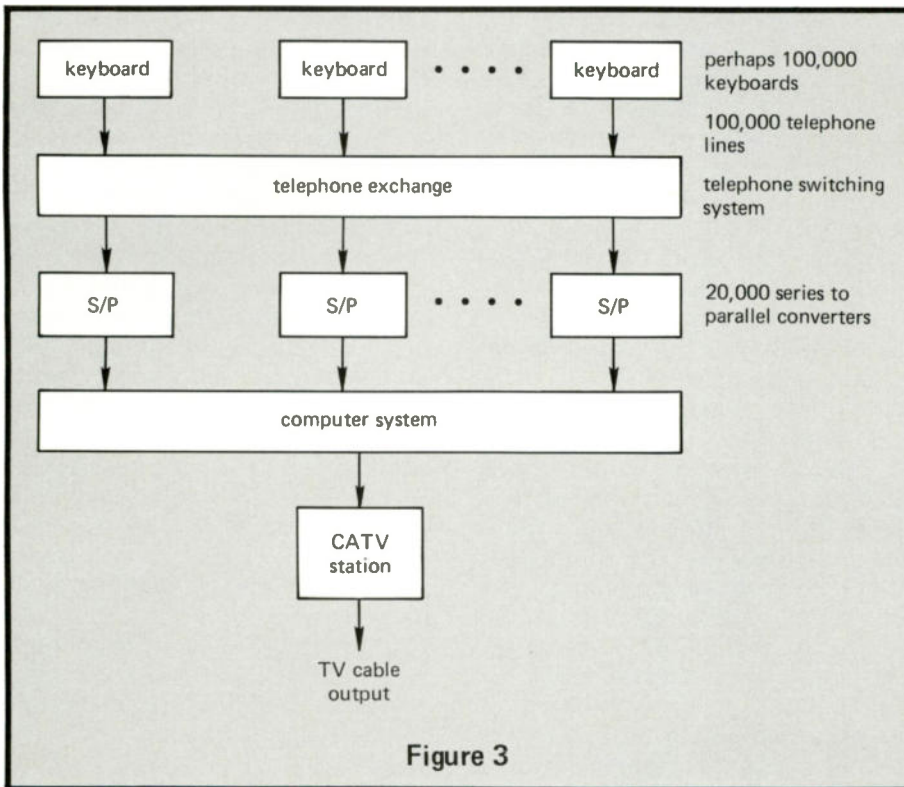 keyboard
keyboard
keyboard
perhaps 100,000
keyboards
100,000 telephone
lines
telephone exchange
telephone switching
system
S/P
S/P
S/P
20,000 series to
parallel converters
computer system
CATV
station
TV cable
output
Figure 3